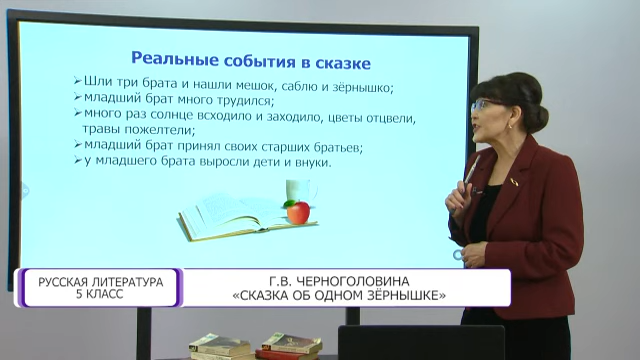 Реальные события в сказке
Шли три брата и нашли мешок, саблю и зёрнышко;
младший брат много трудился;
много раз солнце всходило и заходило, цветы отцвели,
травы пожелтели;
младший брат принял своих старших братьев;
у младшего брата выросли дети и внуки.
РУССКАЯ ЛИТЕРАТУРА
5 КЛАСС
Г.В. ЧЕРНОГОЛОВИНА
«СКАЗКА ОБ ОДНОМ ЗЁРНЫШКЕ»